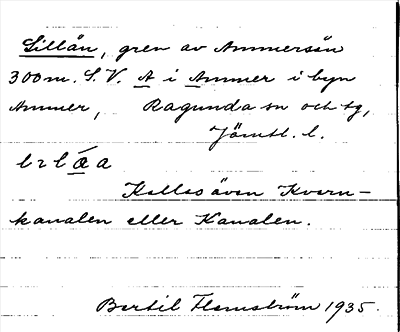 Lillån, gren av Ammerån
300 m. S.V. A i Ammer i byn
Ammer, Ragunda sn och tg,
Jämtl. l.
Kallas även Kvarn-
kanalen eller Kanalen.
Bertil Flemström 1935.